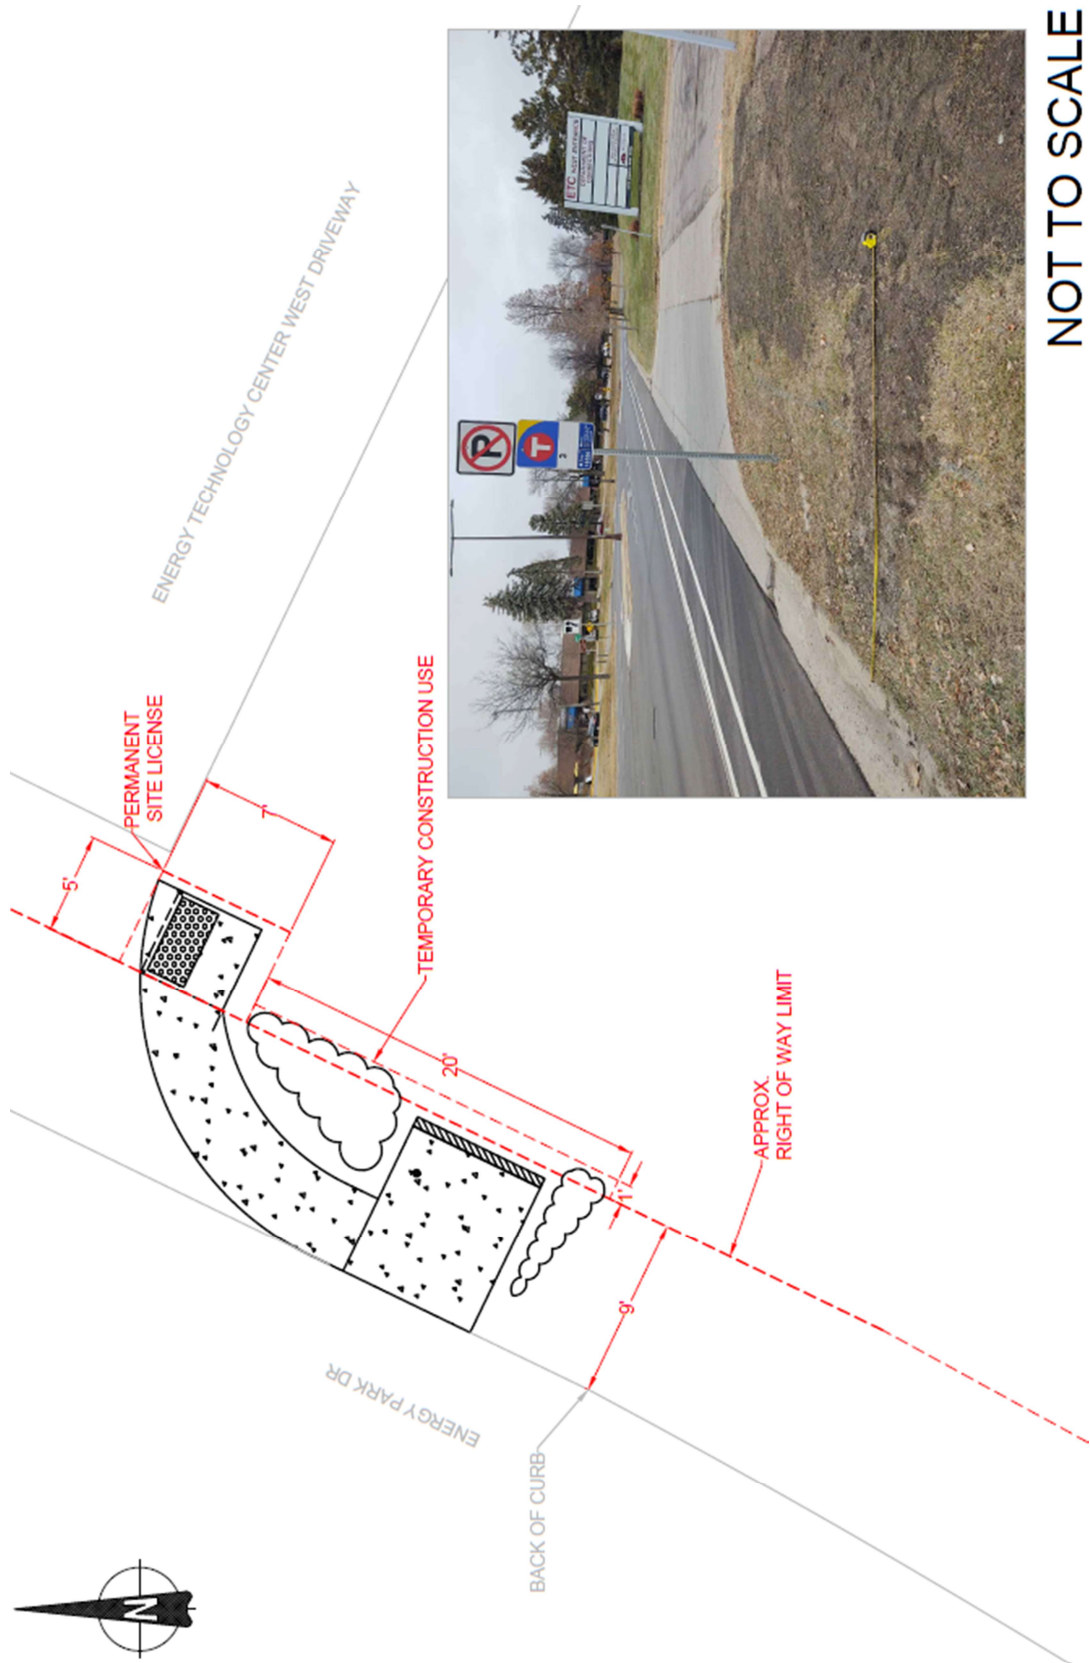 NOT TO SCALE
ENERGY TECHNOLOGY CENTER WEST DRIVEWAY
PERMANENT
SITE LICENSE
5'
7'
TEMPORARY CONSTRUCTION USE
20'
1'
APPROX.
RIGHT OF WAY LIMIT
9'
ENERGY PARK DR
BACK OF CURB
N
P
T
3
ETC